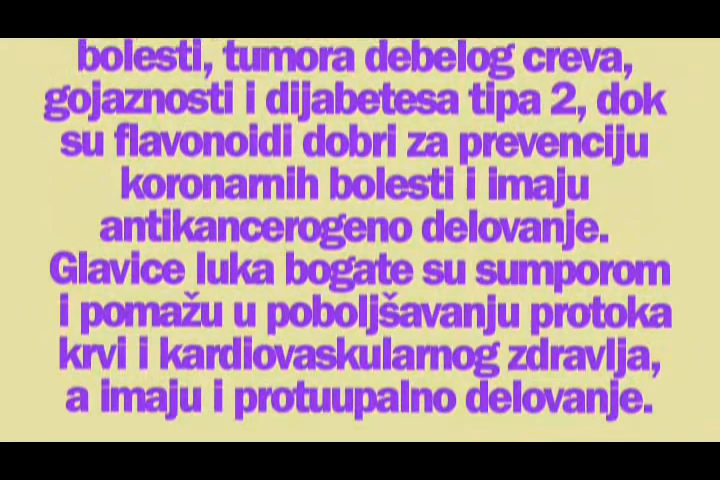 bolesti, tumora debelog creva,
gojaznosti i dijabetesa tipa 2, dok
su flavonoidi dobri za prevenciju
koronarnih bolesti i imaju
antikancerogeno delovanje.
Glavice luka bogate su sumporom
i pomažu u poboljšavanju protoka
krvi i kardiovaskularnog zdravlja,
a imaju i protuupalno delovanje.